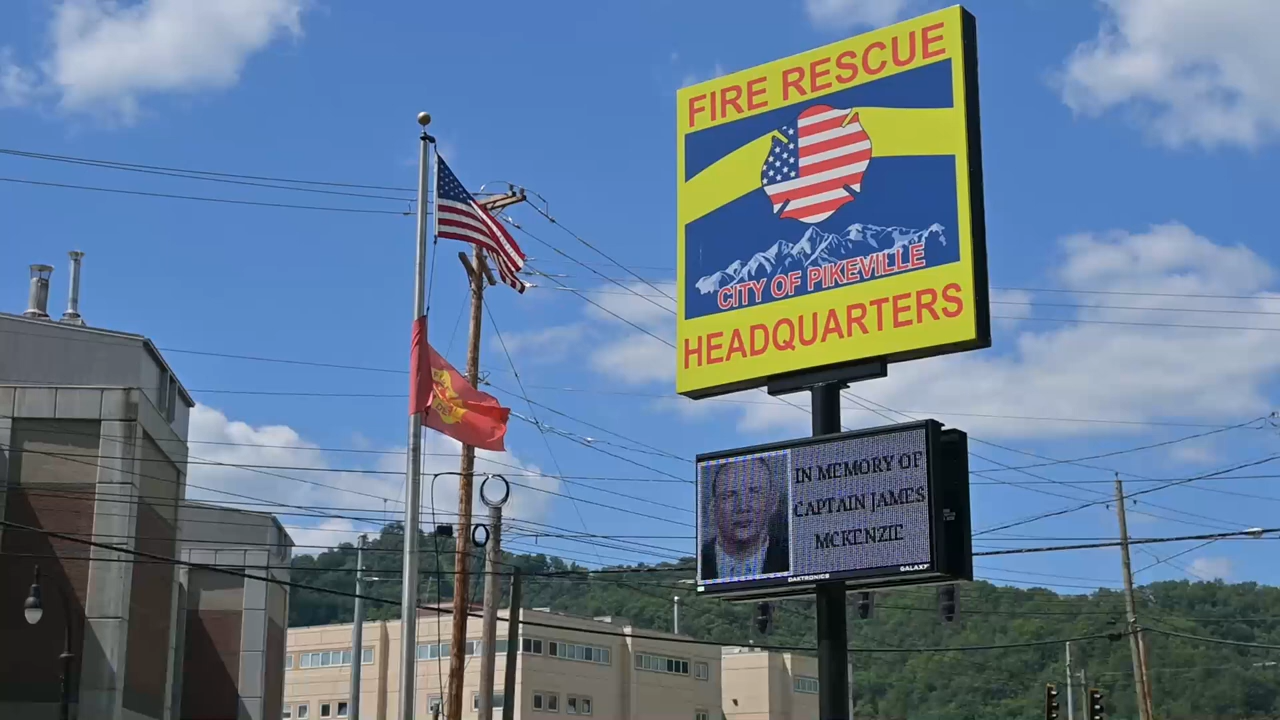 FIRE RESCUE
CITY OF PIKEVILLE
HEADQUARTERS
IN MEMORY OF
CAPTAIN JAMES
MCKENZIE
DAKTRONICS
GALAXY